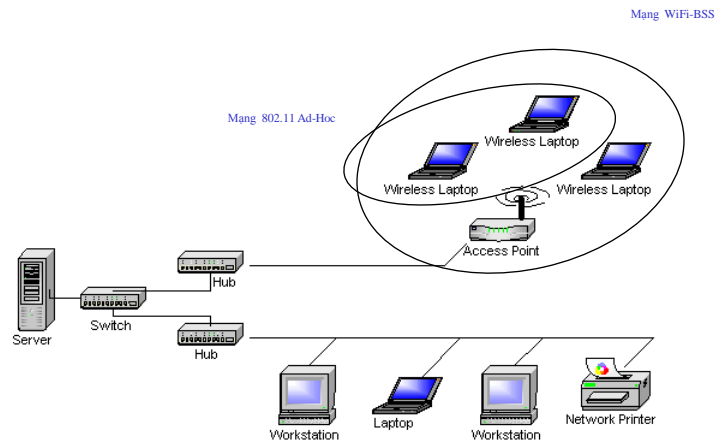 Mạng WiFi-BSS
Mạng 802.11 Ad-Hoc
Wireless Laptop
Wireless Laptop
Wireless Laptop
Access Point
Hub
Switch
Server
Hub
Workstation
Laptop
Workstation
Network Printer